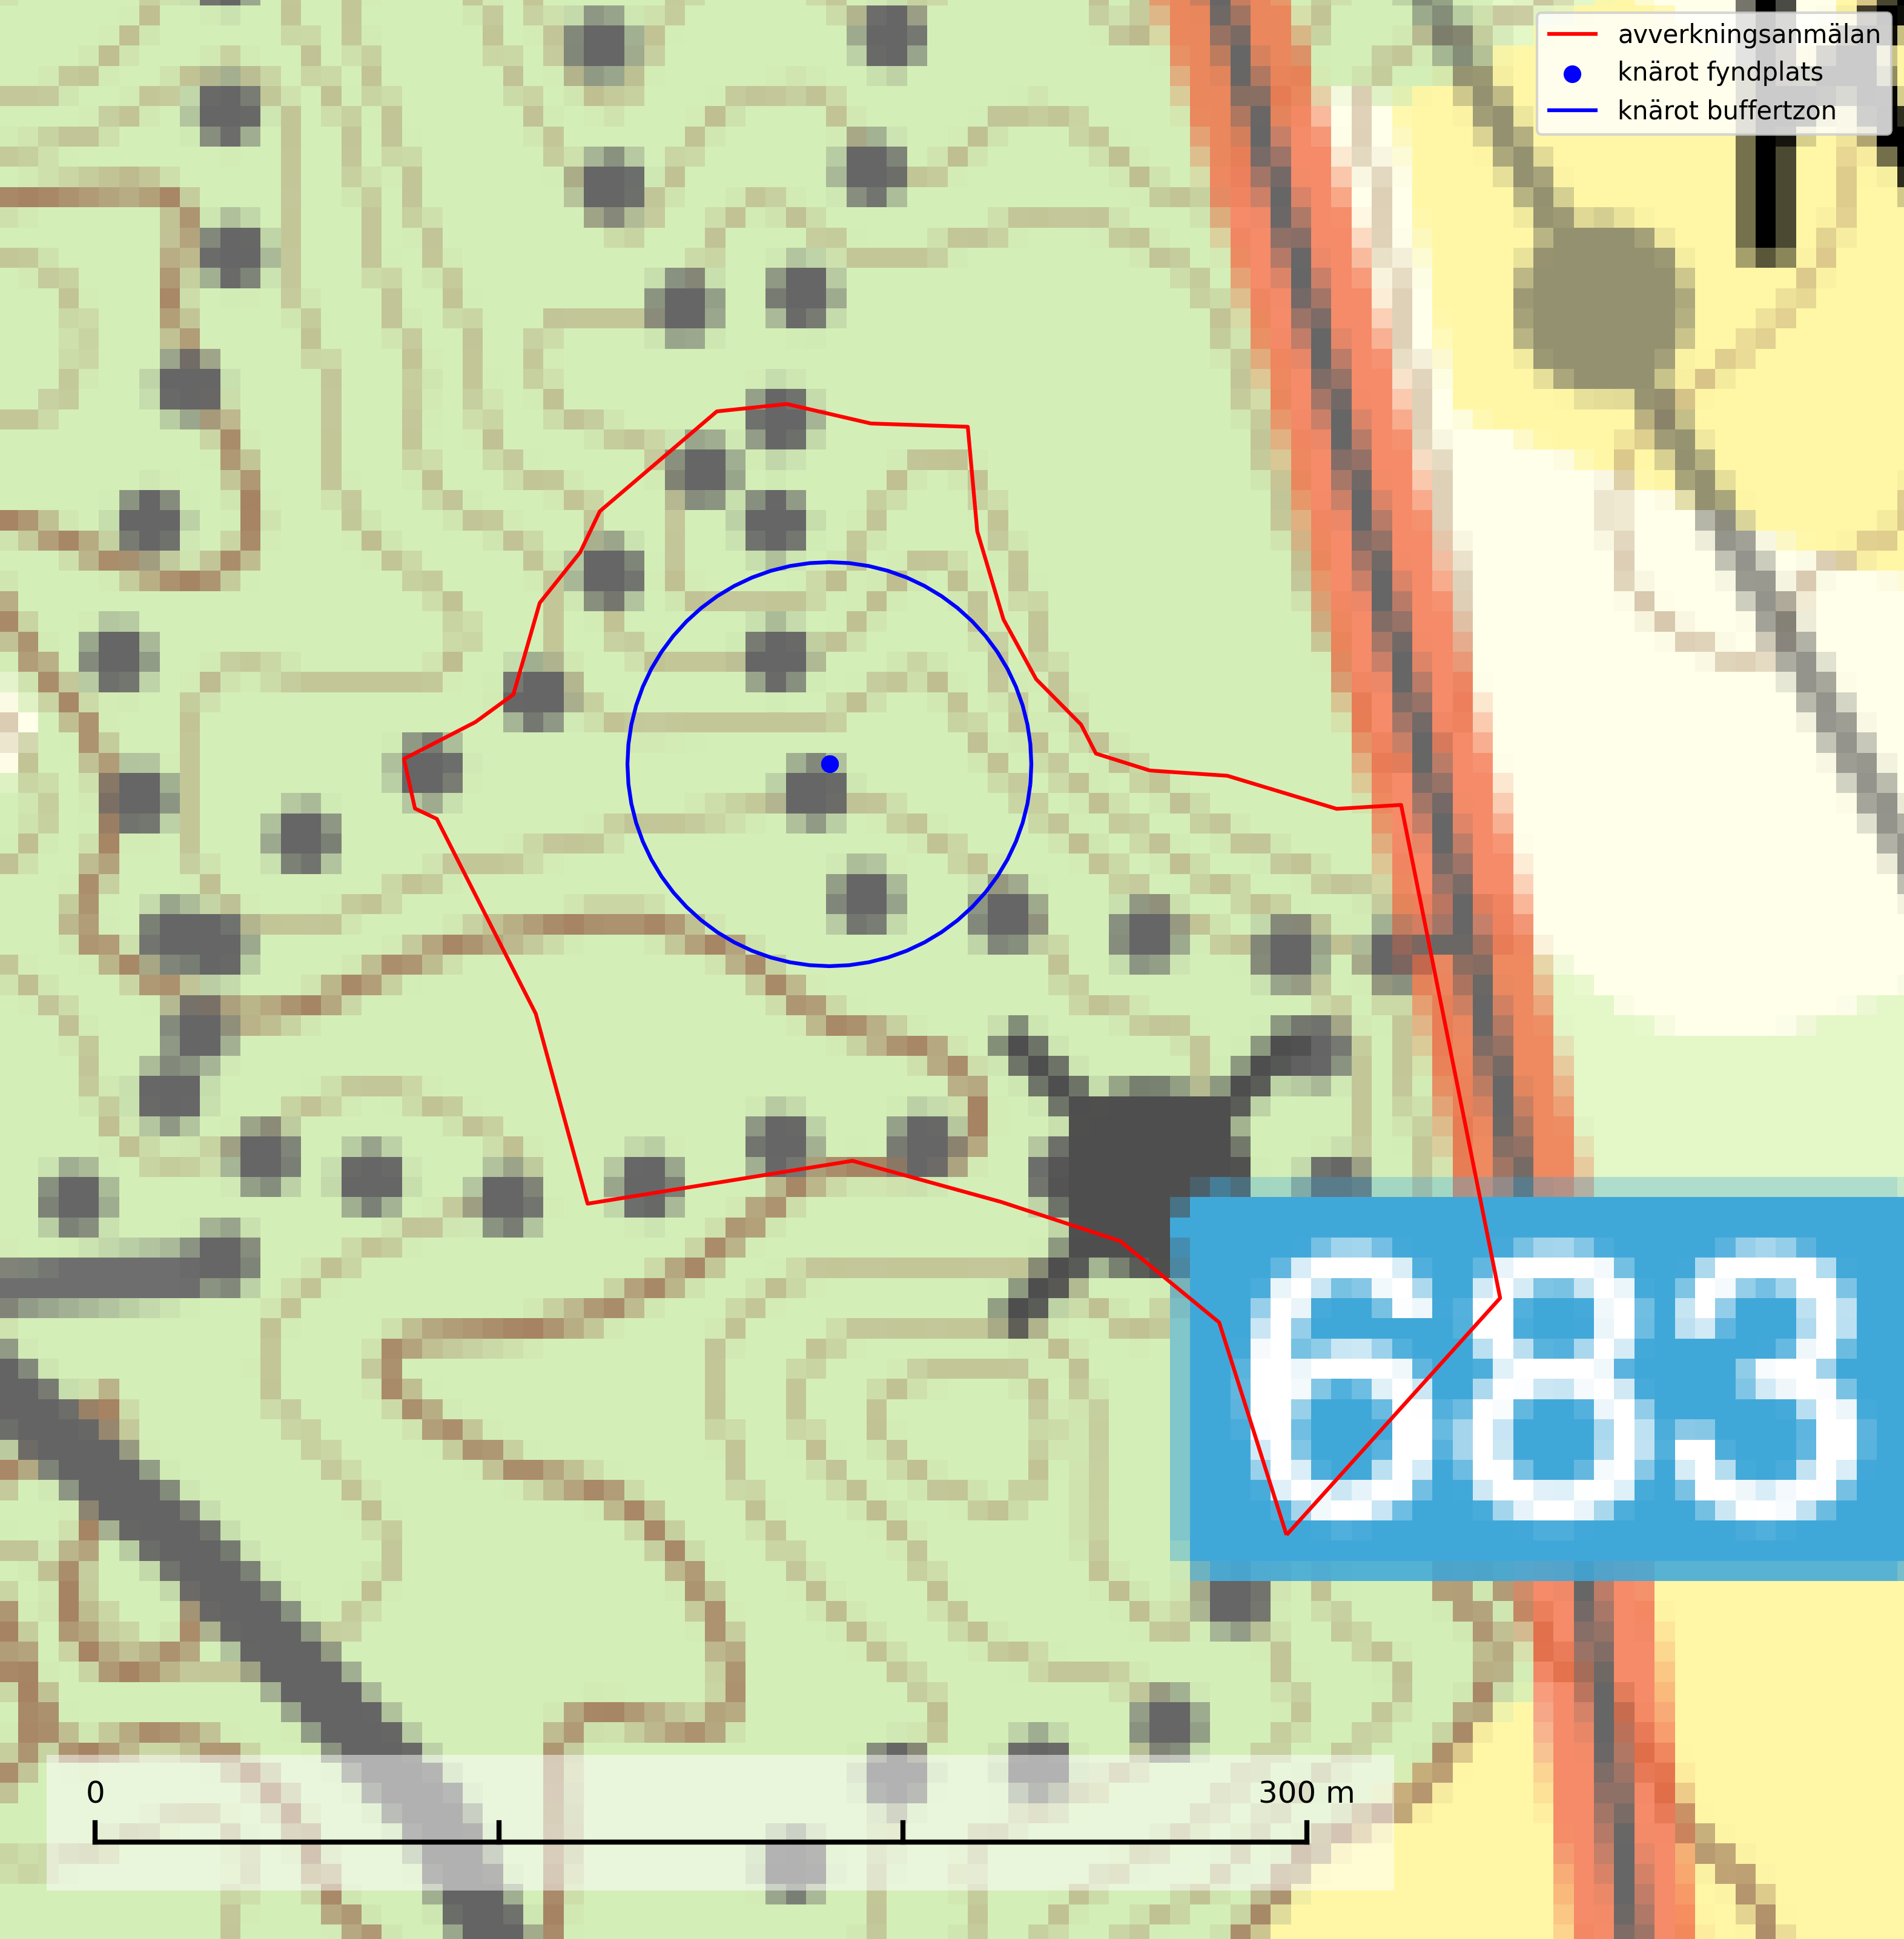 avverkningsanmälan
knärot fyndplats
knärot buffertzon
683
0 300 m